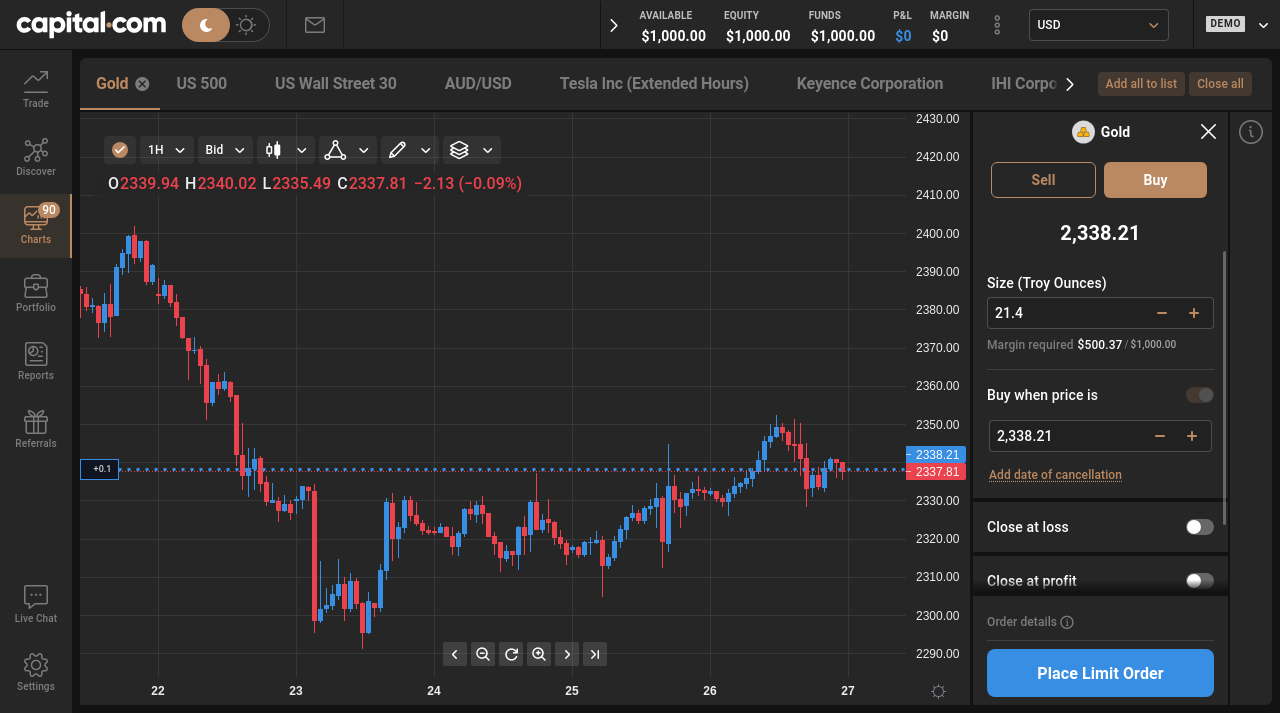 capital.com
AVAILABLE EQUITY FUNDS P&L MARGIN
$1,000.00 $1,000.00 $1,000.00 $0 $0
USD
DEMO
Trade
Discover
90
Charts
Portfolio
Reports
Referrals
Live Chat
Settings
Gold US 500 US Wall Street 30 AUD/USD Tesla Inc (Extended Hours) Keyence Corporation IHI Corpo
Add all to list Close all
1H Bid
O2339.94 H2340.02 L2335.49 C2337.81 −2.13 (−0.09%)
2430.00
2420.00
2410.00
2400.00
2390.00
2380.00
2370.00
2360.00
2350.00
2338.21
2337.81
2330.00
2320.00
2310.00
2300.00
2290.00
+0.1
22 23 24 25 26 27
Gold
Sell Buy
2,338.21
Size (Troy Ounces)
21.4
Margin required $500.37 / $1,000.00
Buy when price is
2,338.21
Add date of cancellation
Close at loss
Close at profit
Order details
Place Limit Order